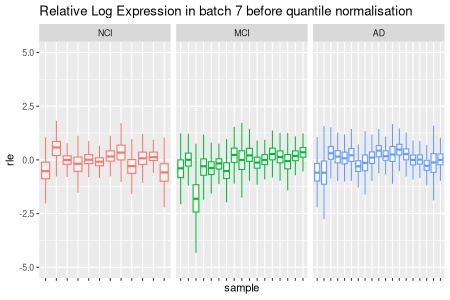 Relative Log Expression in batch 7 before quantile normalisation
NCI
MCI
AD
5.0
2.5
0.0
-2.5
-5.0
rle
sample